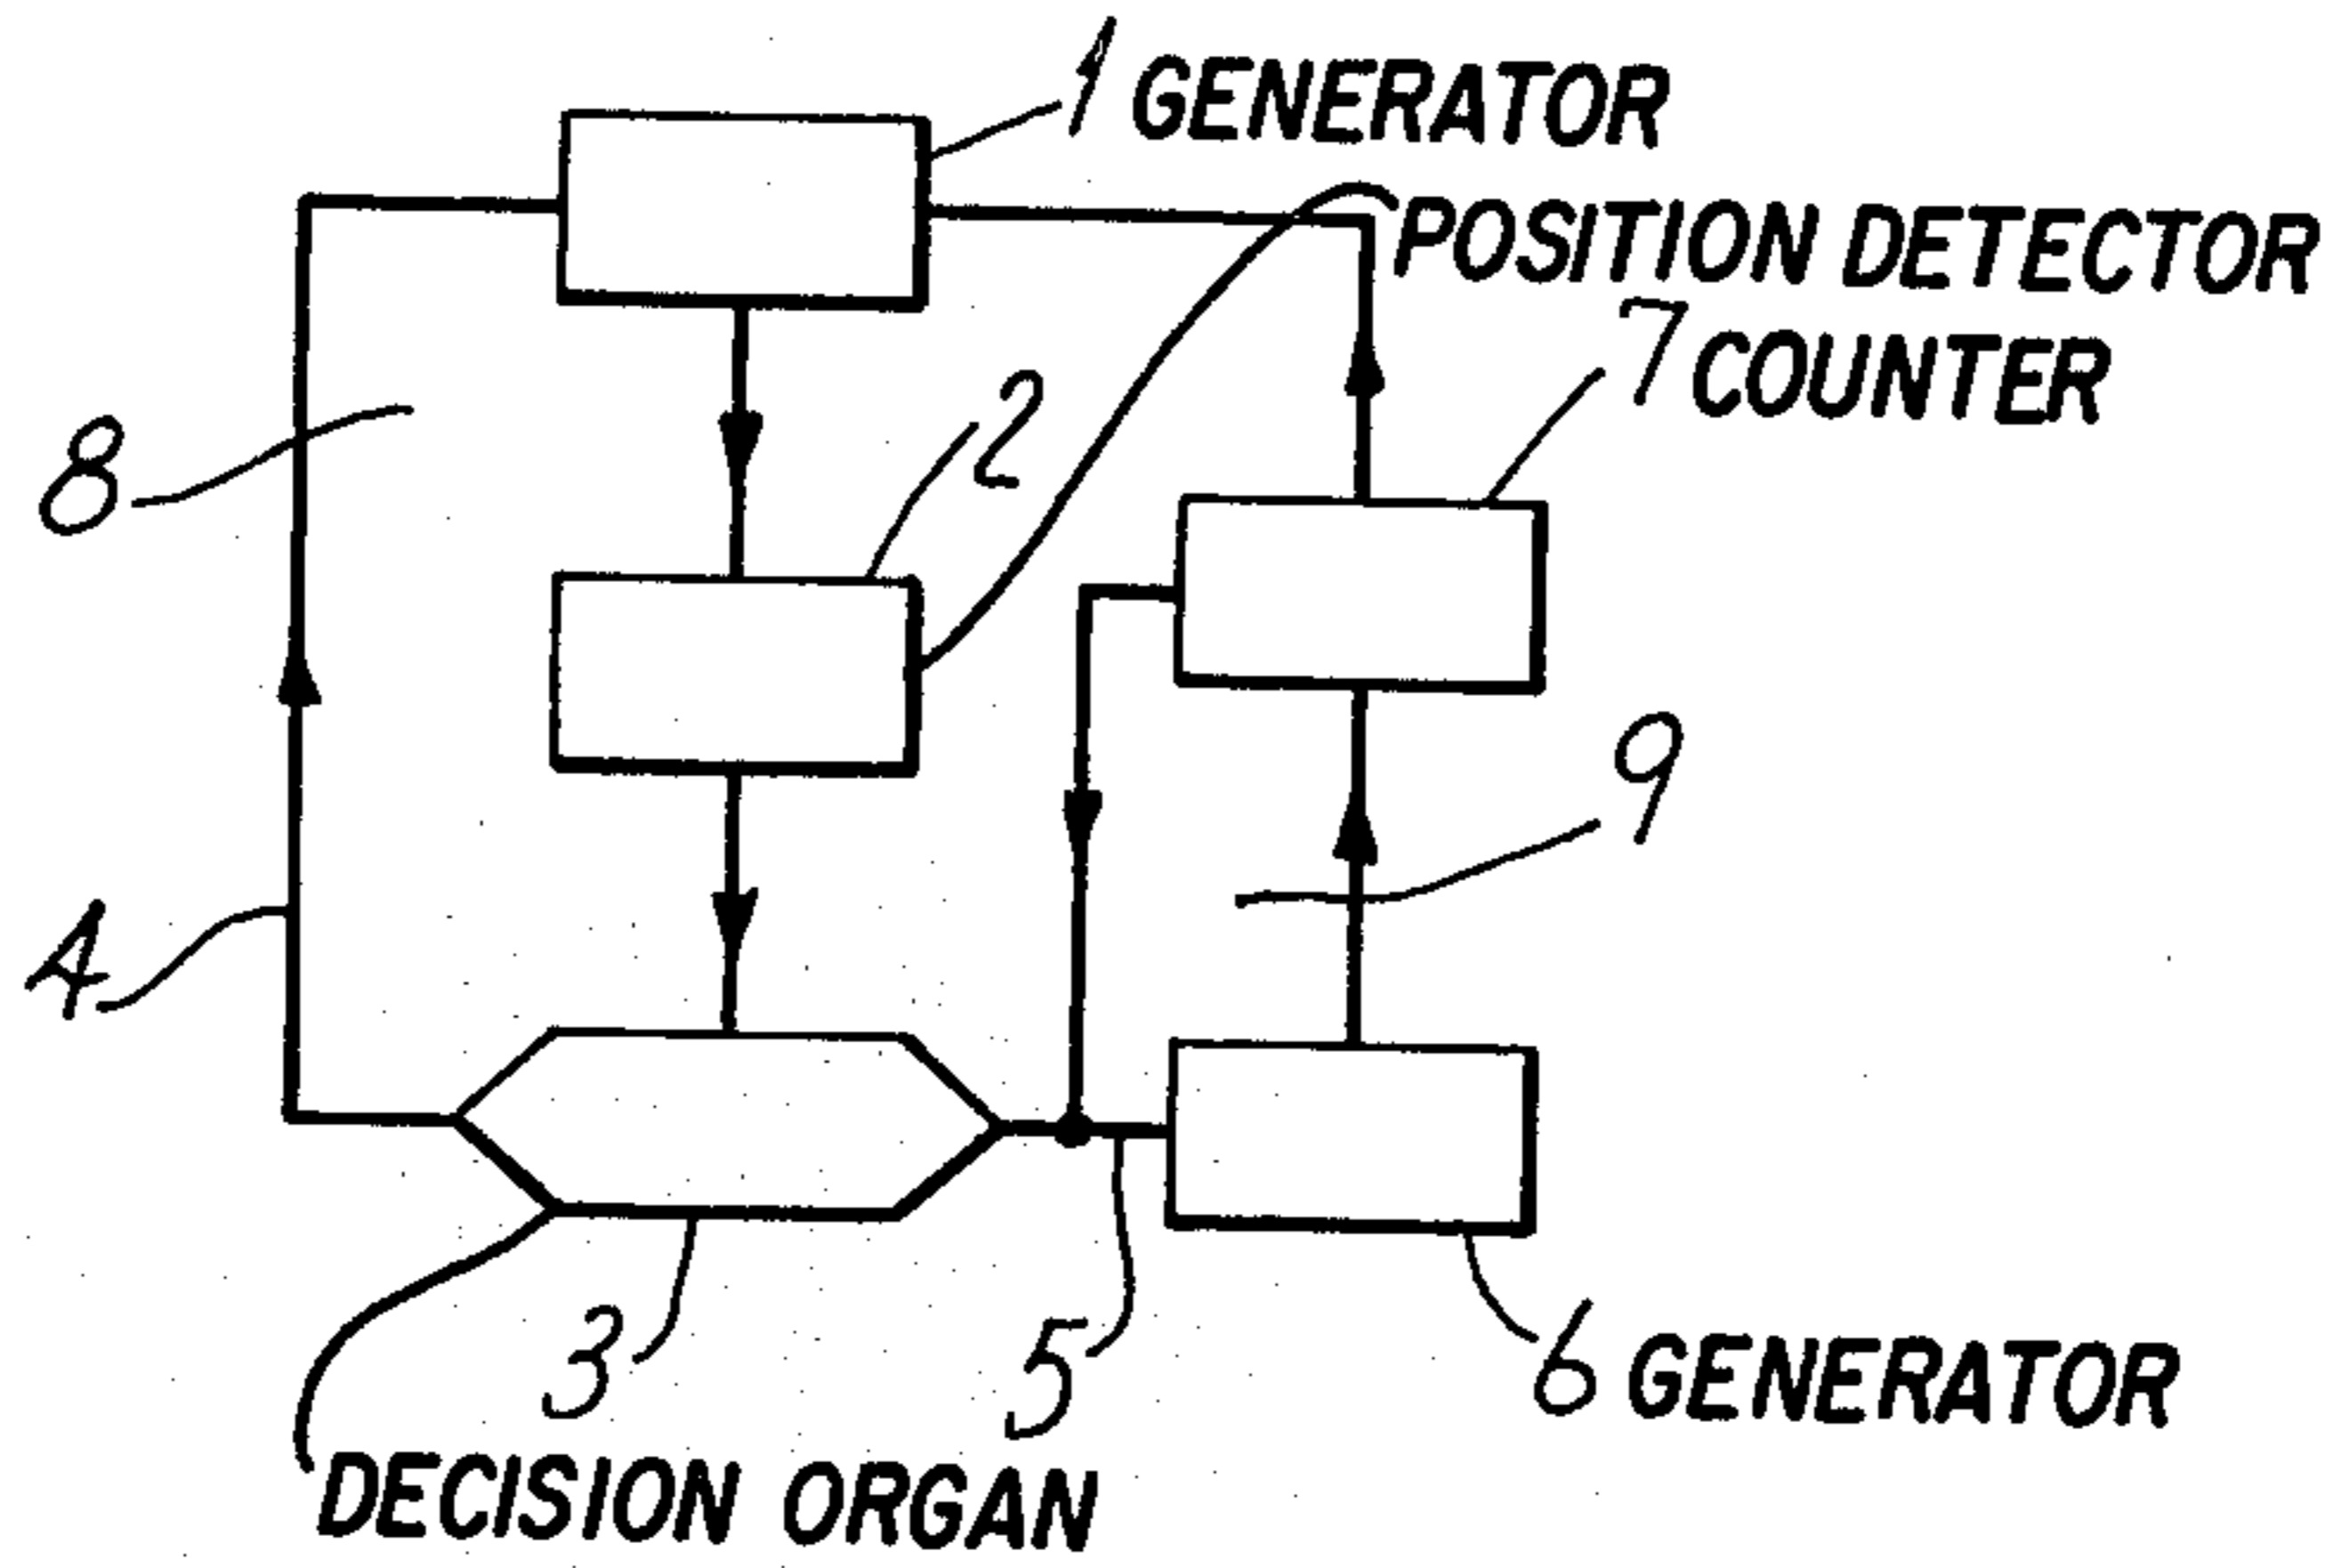 1 GENERATOR
POSITION DETECTOR
7 COUNTER
2
8
9
4
3
5
6 GENERATOR
DECISION ORGAN